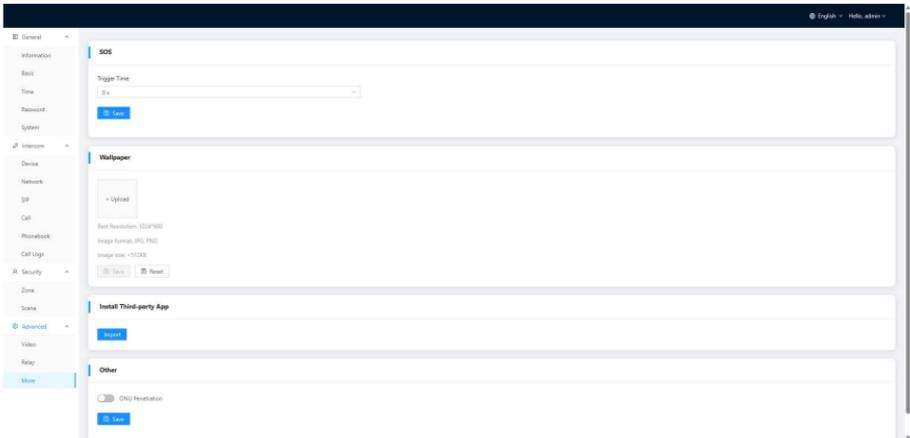 English Hello, admin
General
Information
Basic
Time
Password
System
Intercom
Device
Network
SIP
Call
Phonebook
Call Logs
Security
Zone
Scene
Advanced
Video
Relay
More
SOS
Trigger Time
0 s
Save
Wallpaper
+ Upload
Best Resolution: 1024*600
Image format: JPG, PNG
Image size: <512KB
Save Reset
Install Third-party App
Import
Other
ONU Penetration
Save